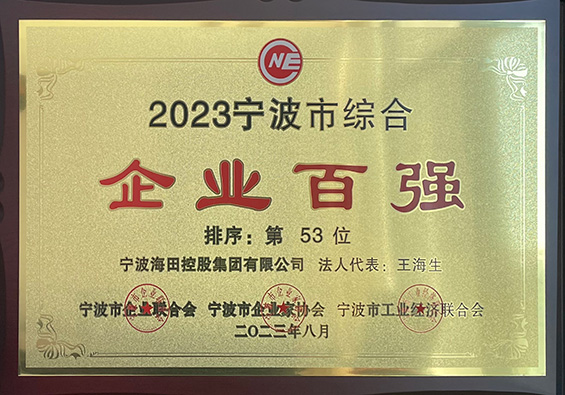 NE
2023宁波市综合
企业百强
排序：第 53 位
宁波海田控股集团有限公司 法人代表：王海生
宁波市企业联合会 宁波市企业家协会 宁波市工业经济联合会
二〇二三年八月